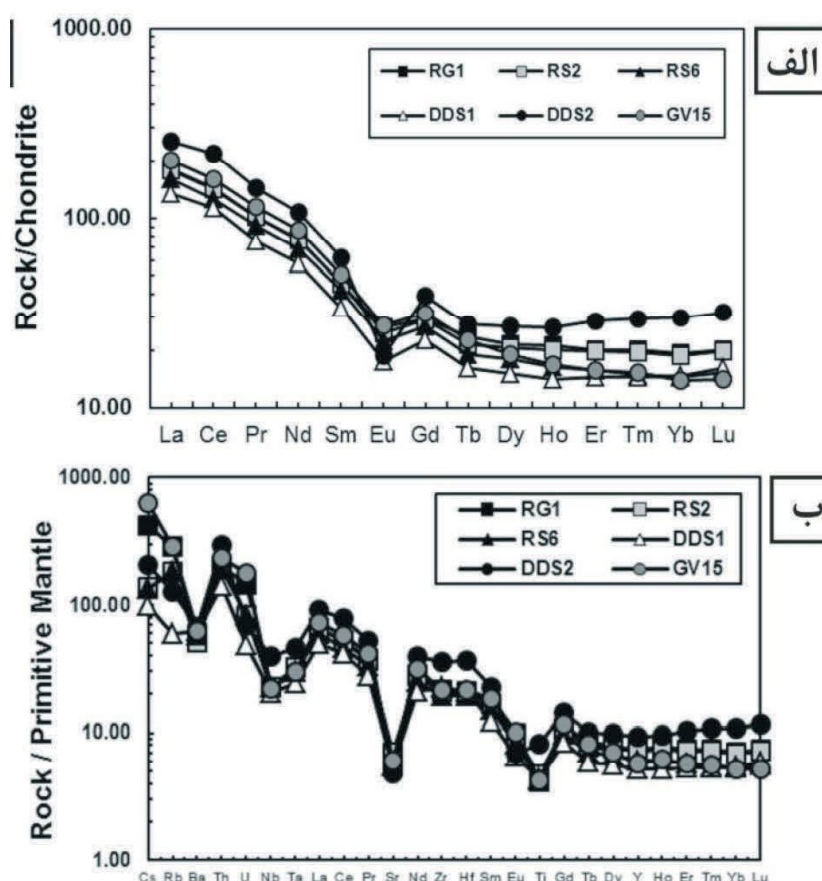 1000.00
الف
RG1 RS2 RS6
DDS1 DDS2 GV15
100.00
10.00
Rock/Chondrite
La Ce Pr Nd Sm Eu Gd Tb Dy Ho Er Tm Yb Lu
1000.00
ب
RG1 RS2
RS6 DDS1
DDS2 GV15
100.00
10.00
1.00
Rock / Primitive Mantle
Cs Rb Ba Th U Nb Ta La Ce Pr Sr Nd Zr Hf Sm Eu Ti Gd Tb Dy Y Ho Er Tm Yb Lu